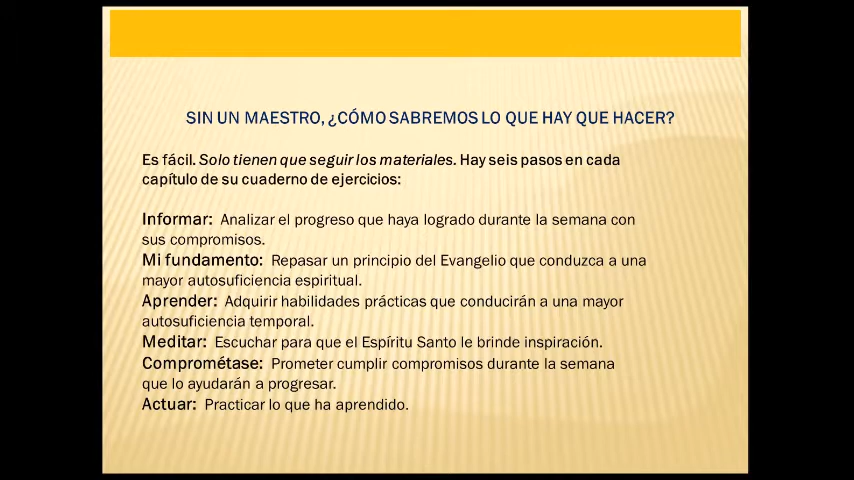 SIN UN MAESTRO, ¿CÓMO SABREMOS LO QUE HAY QUE HACER?
Es fácil. Solo tienen que seguir los materiales. Hay seis pasos en cada
capítulo de su cuaderno de ejercicios:
Informar: Analizar el progreso que haya logrado durante la semana con
sus compromisos.
Mi fundamento: Repasar un principio del Evangelio que conduzca a una
mayor autosuficiencia espiritual.
Aprender: Adquirir habilidades prácticas que conducirán a una mayor
autosuficiencia temporal.
Meditar: Escuchar para que el Espíritu Santo le brinde inspiración.
Comprométase: Prometer cumplir compromisos durante la semana
que lo ayudarán a progresar.
Actuar: Practicar lo que ha aprendido.